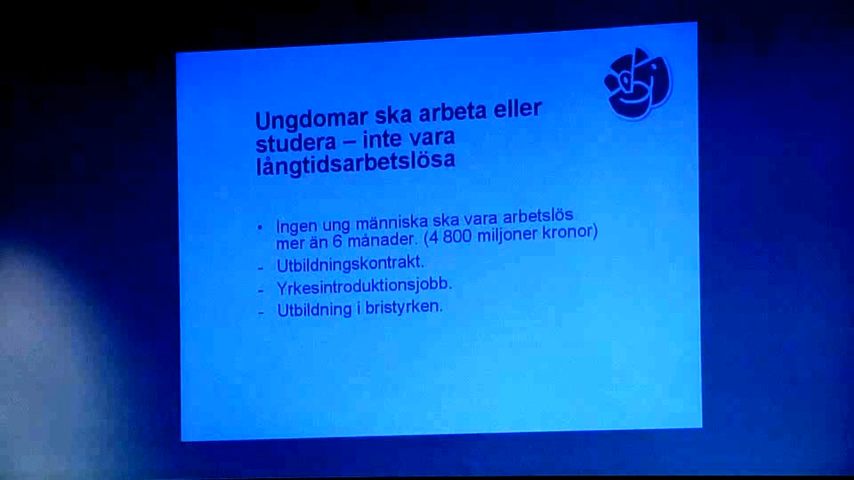 Ungdomar ska arbeta eller
studera – inte vara
långtidsarbetslösa
• Ingen ung människa ska vara arbetslös
mer än 6 månader. (4 800 miljoner kronor)
- Utbildningskontrakt.
- Yrkesintroduktionsjobb.
- Utbildning i bristyrken.